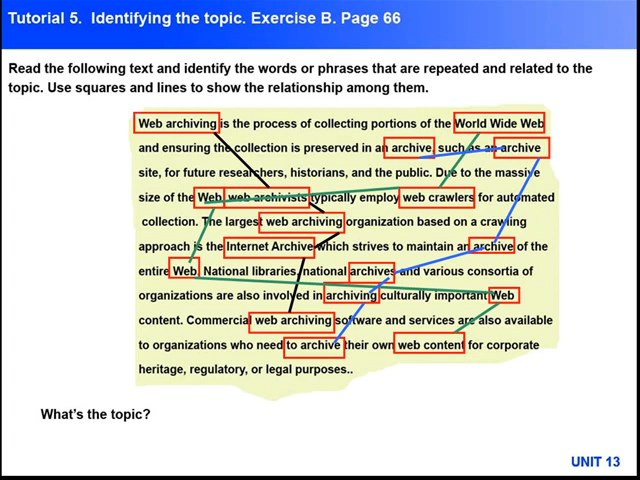 Tutorial 5. Identifying the topic. Exercise B. Page 66
Read the following text and identify the words or phrases that are repeated and related to the
topic. Use squares and lines to show the relationship among them.
Web archiving is the process of collecting portions of the World Wide Web
and ensuring the collection is preserved in an archive, such as an archive
site, for future researchers, historians, and the public. Due to the massive
size of the Web, web archivists typically employ web crawlers for automated
collection. The largest web archiving organization based on a crawling
approach is the Internet Archive which strives to maintain an archive of the
entire Web. National libraries, national archives and various consortia of
organizations are also involved in archiving culturally important Web
content. Commercial web archiving software and services are also available
to organizations who need to archive their own web content for corporate
heritage, regulatory, or legal purposes..
What's the topic?
UNIT 13